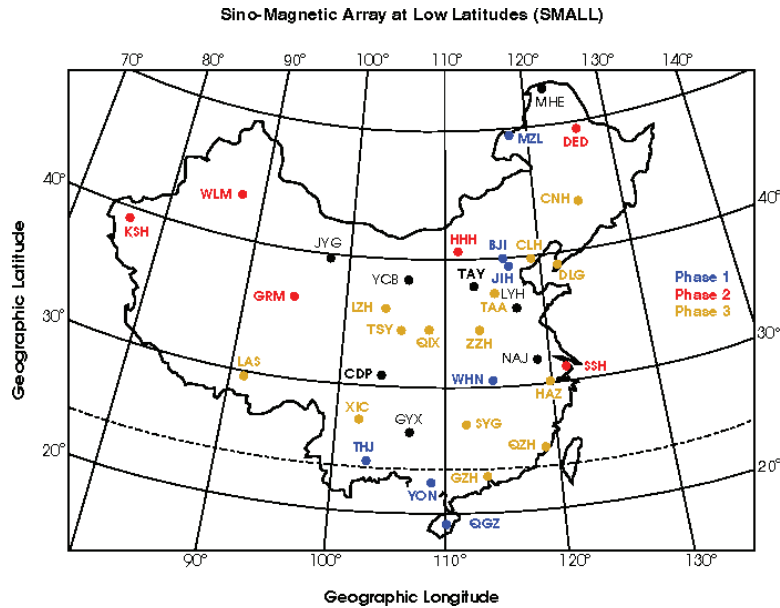 Sino-Magnetic Array at Low Latitudes (SMALL)
70° 80° 90° 100° 110° 120° 130° 140°
MHE
MZL
DED
40°
WLM
CNH
40°
KSH
JYG
HHH
BJI
CLH
YCB
TAY
JIH
DLG
Phase 1
GRM
LZH
TAA
LYH
Phase 2
TSY
QIX
ZZH
Phase 3
30°
30°
LAS
CDP
WHN
NAJ
SSH
HAZ
XIC
GYX
SYG
THJ
QZH
20°
GZH
20°
YON
QGZ
90° 100° 110° 120° 130°
Geographic Longitude
Geographic Latitude